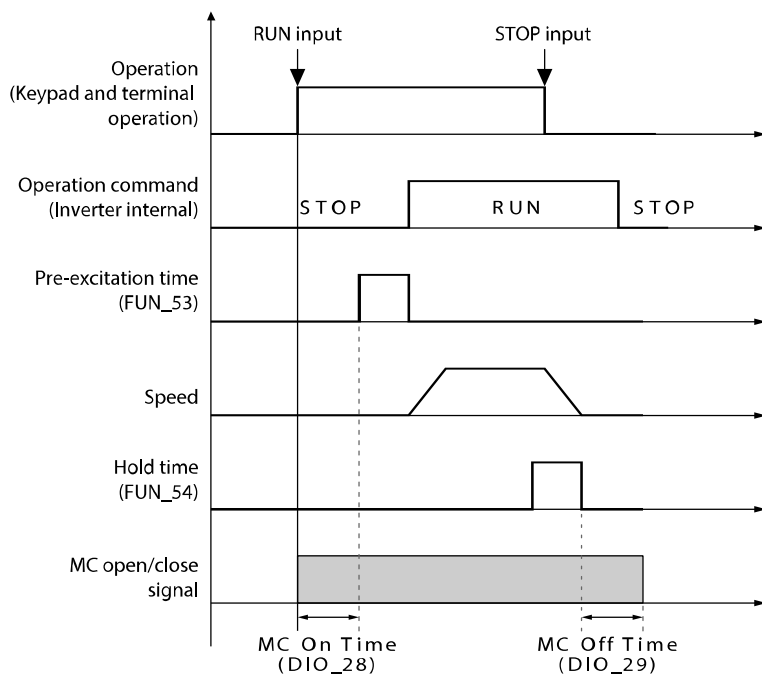 RUN input
STOP input
Operation
(Keypad and terminal
operation)
Operation command
(Inverter internal)
STOP
RUN
STOP
Pre-excitation time
(FUN_53)
Speed
Hold time
(FUN_54)
MC open/close
signal
MC On Time
(DIO_28)
MC Off Time
(DIO_29)